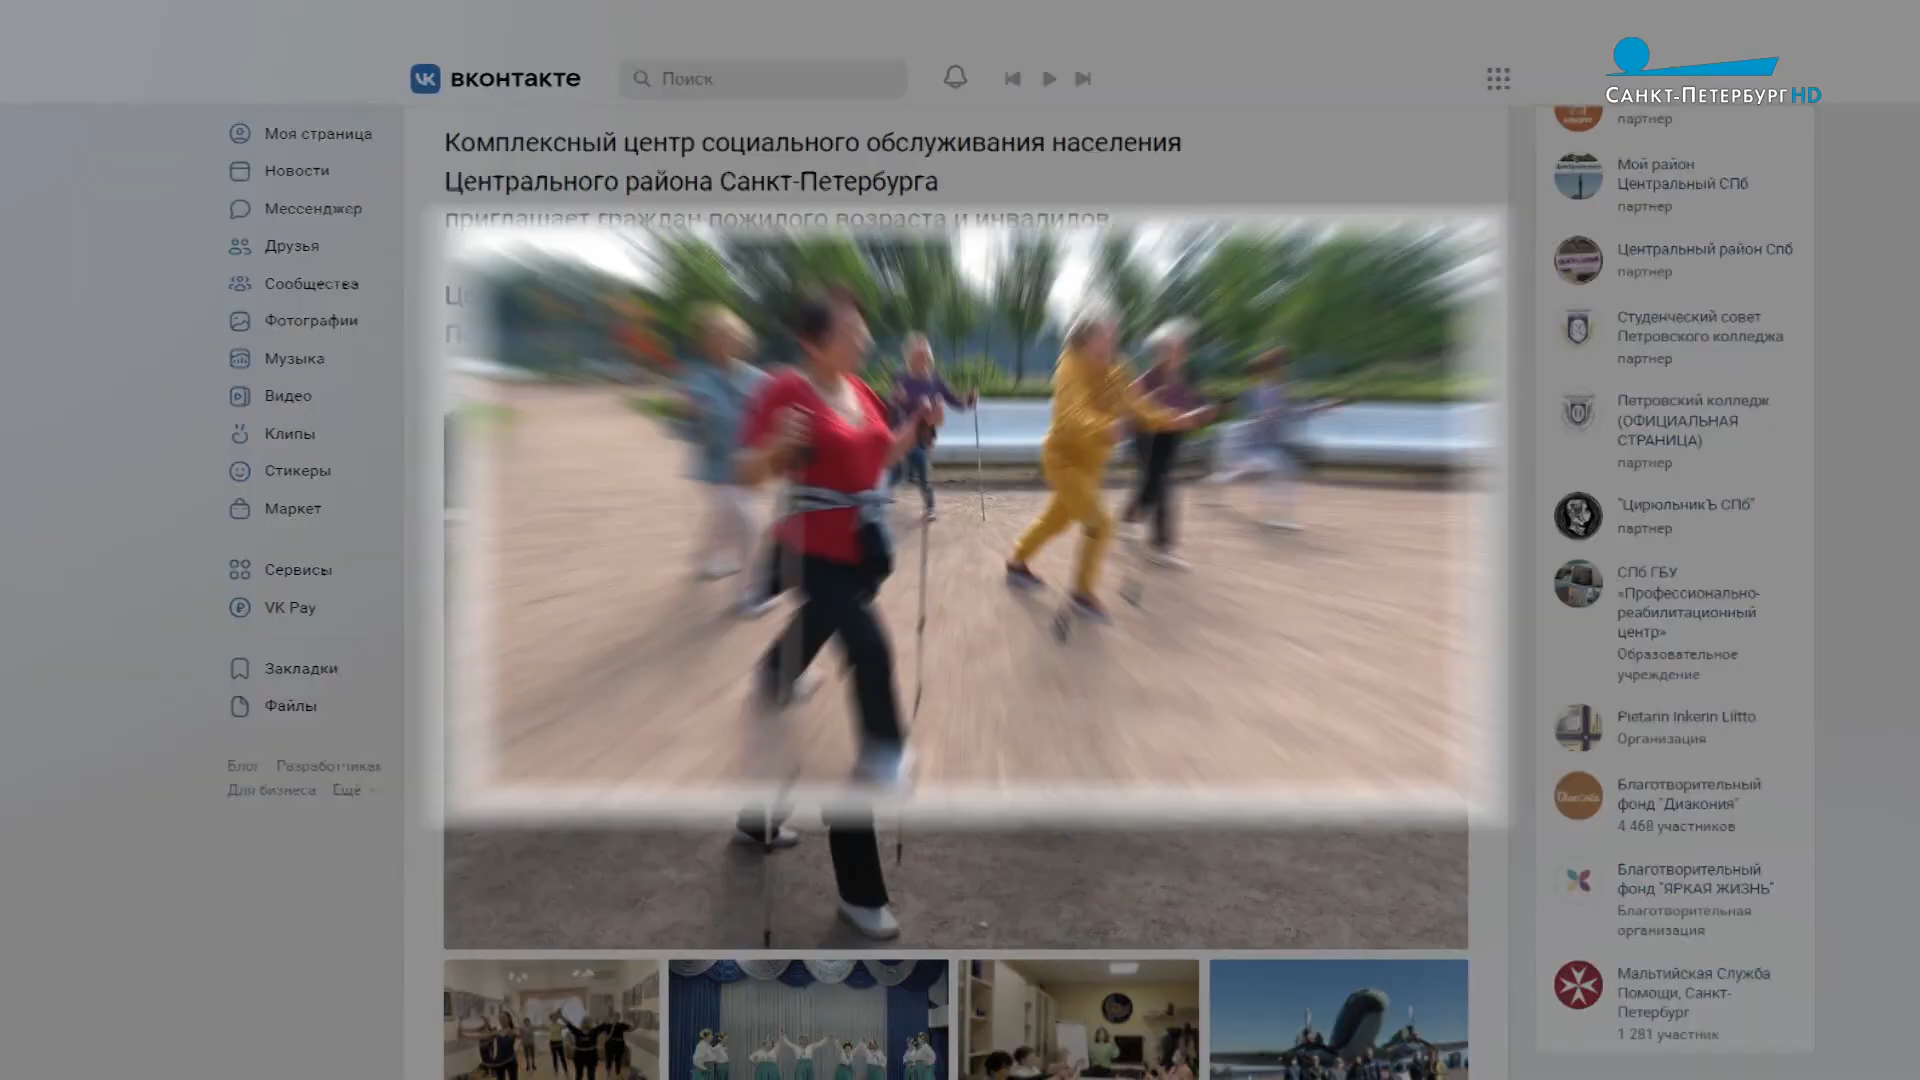 вконтакте
Поиск
САНКТ-ПЕТЕРБУРГ HD
Моя страница
Новости
Мессенджер
Друзья
Сообщества
Фотографии
Музыка
Видео
Клипы
Стикеры
Маркет
Сервисы
VK Pay
Закладки
Файлы
Блог Разработчикам
Для бизнеса Ещё
Комплексный центр социального обслуживания населения
Центрального района Санкт-Петербурга
приглашает граждан пожилого возраста и инвалидов
партнер
Мой район
Центральный СПб
партнер
Центральный район Спб
партнер
Студенческий совет
Петровского колледжа
партнер
Петровский колледж
(ОФИЦИАЛЬНАЯ
СТРАНИЦА)
партнер
"ЦирюльникЪ СПб"
партнер
СПб ГБУ
«Профессионально-
реабилитационный
центр»
Образовательное
учреждение
Pietarin Inkerin Liitto
Организация
Благотворительный
фонд "Диакония"
4 468 участников
Благотворительный
фонд "ЯРКАЯ ЖИЗНЬ"
Благотворительная
организация
Мальтийская Служба
Помощи, Санкт-
Петербург
1 281 участник